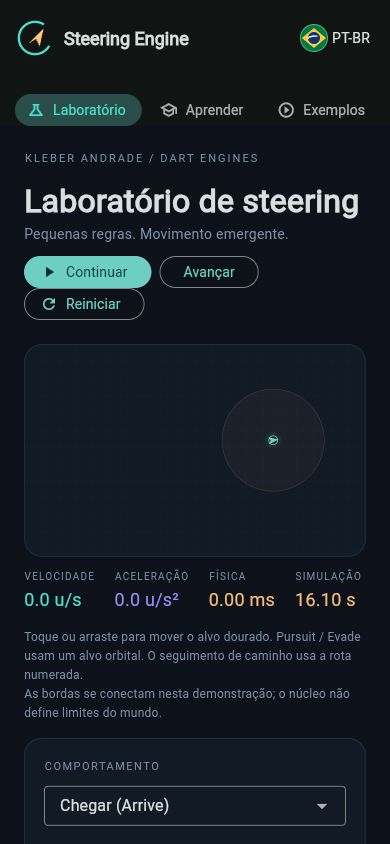 Steering Engine
PT-BR
Laboratório
Aprender
Exemplos
KLEBER ANDRADE / DART ENGINES
Laboratório de steering
Pequenas regras. Movimento emergente.
Continuar
Avançar
Reiniciar
VELOCIDADE
0.0 u/s
ACELERAÇÃO
0.0 u/s²
FÍSICA
0.00 ms
SIMULAÇÃO
16.10 s
Toque ou arraste para mover o alvo dourado. Pursuit / Evade
usam um alvo orbital. O seguimento de caminho usa a rota
numerada.
As bordas se conectam nesta demonstração; o núcleo não
define limites do mundo.
COMPORTAMENTO
Chegar (Arrive)